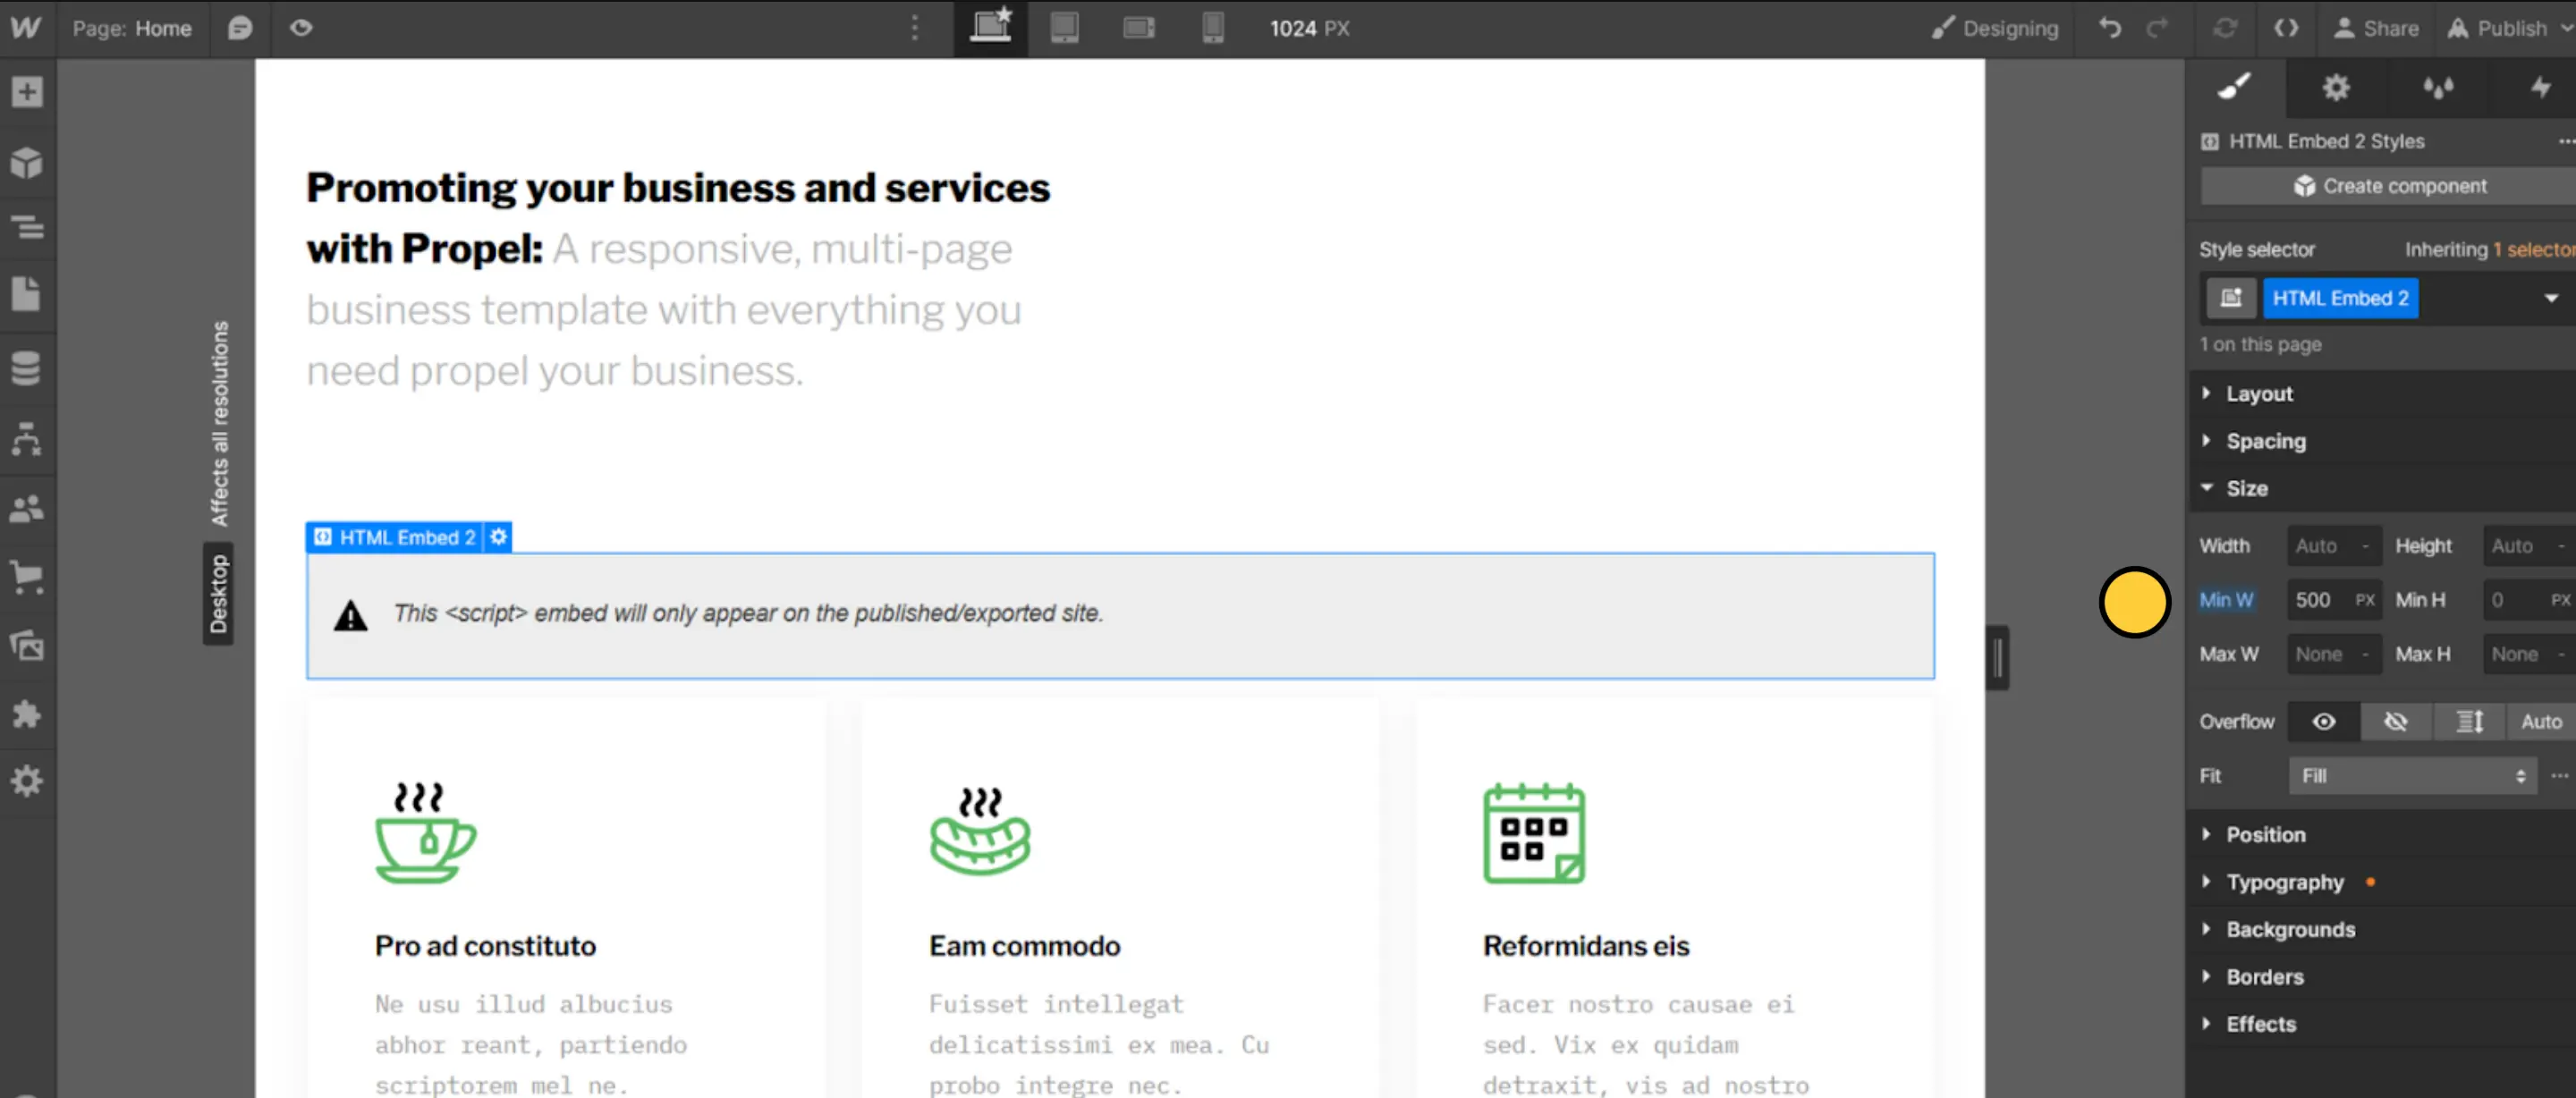 Page: Home
1024 PX
Designing
Share
Publish
HTML Embed 2 Styles
Create component
Style selector
Inheriting 1 selector
HTML Embed 2
1 on this page
Layout
Spacing
Size
Width Auto - Height Auto -
Min W 500 PX Min H 0 PX
Max W None - Max H None -
Overflow Auto
Fit Fill
Position
Typography
Backgrounds
Borders
Effects
Affects all resolutions
Desktop
Promoting your business and services
with Propel: A responsive, multi-page
business template with everything you
need propel your business.
HTML Embed 2
This <script> embed will only appear on the published/exported site.
Pro ad constituto
Ne usu illud albucius
abhor reant, partiendo
scriptorem mel ne.
Eam commodo
Fuisset intellegat
delicatissimi ex mea. Cu
probo integre nec.
Reformidans eis
Facer nostro causae ei
sed. Vix ex quidam
detraxit, vis ad nostro